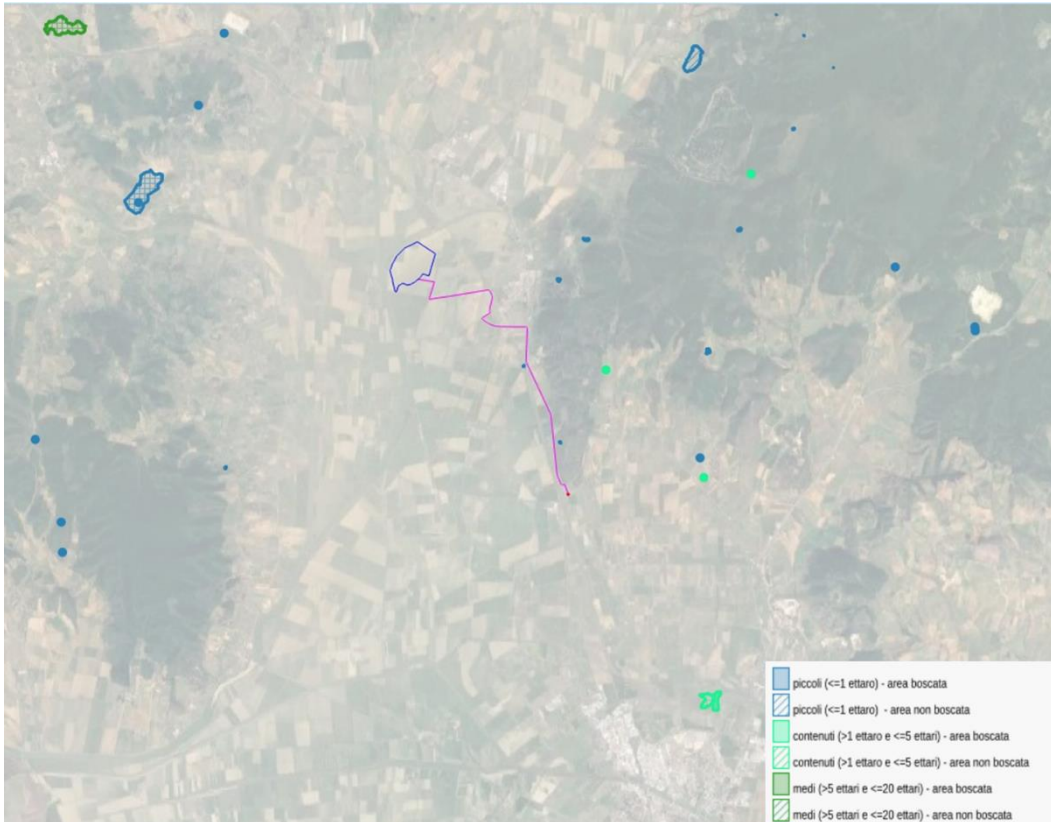 piccoli (<=1 ettaro) - area boscata
piccoli (<=1 ettaro)  - area non boscata
contenuti (>1 ettaro e <=5 ettari) - area boscata
contenuti (>1 ettaro e <=5 ettari) - area non boscata
medi (>5 ettari e <=20 ettari) - area boscata
medi (>5 ettari e <=20 ettari) - area non boscata